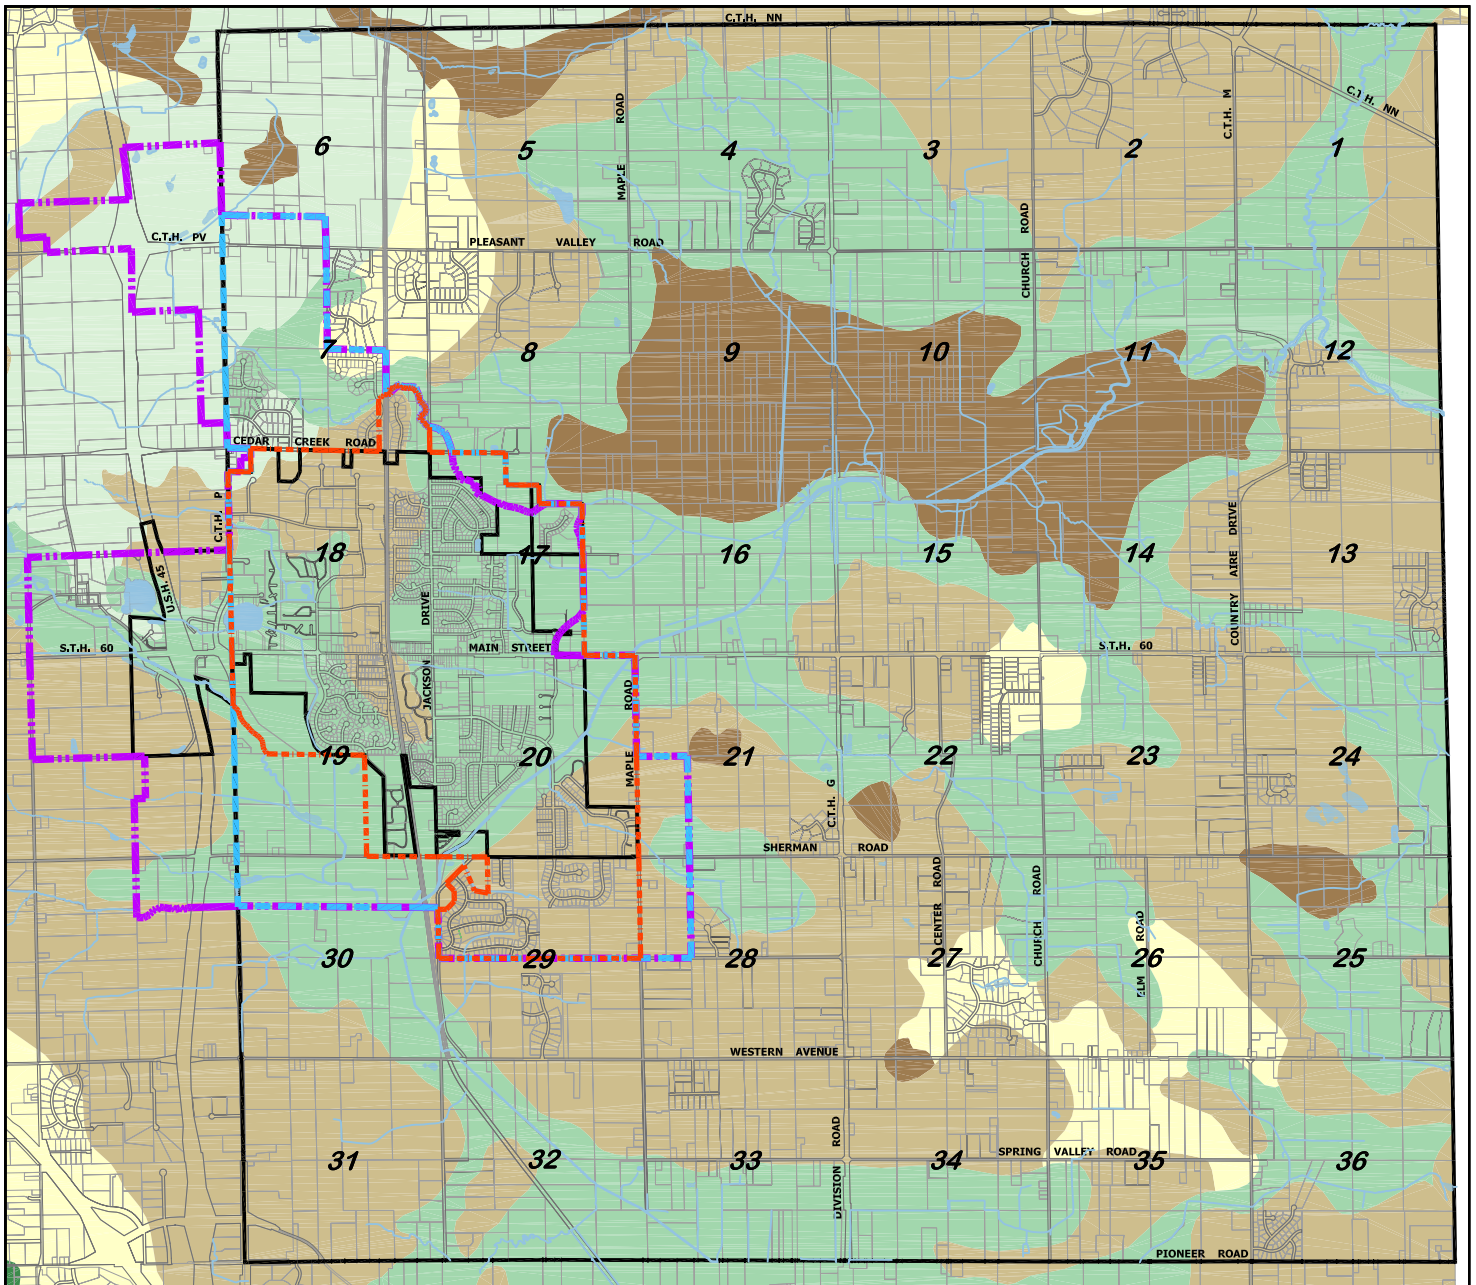 C.T.H. NN
C.T.H. NN
C.T.H. M
MAPLE ROAD
6
5
4
3
2
1
CHURCH ROAD
C.T.H. PV
PLEASANT VALLEY ROAD
7
8
9
10
11
12
CEDAR CREEK ROAD
C.T.H. P
U.S.H. 45
18
17
16
15
14
13
COUNTRY AIRE DRIVE
JACKSON DRIVE
S.T.H. 60
MAIN STREET
S.T.H. 60
MAPLE ROAD
19
20
21
22
23
24
C.T.H. G
SHERMAN ROAD
CENTER ROAD
CHURCH ROAD
ELM ROAD
30
29
28
27
26
25
WESTERN AVENUE
DIVISION ROAD
SPRING VALLEY ROAD
31
32
33
34
35
36
PIONEER ROAD